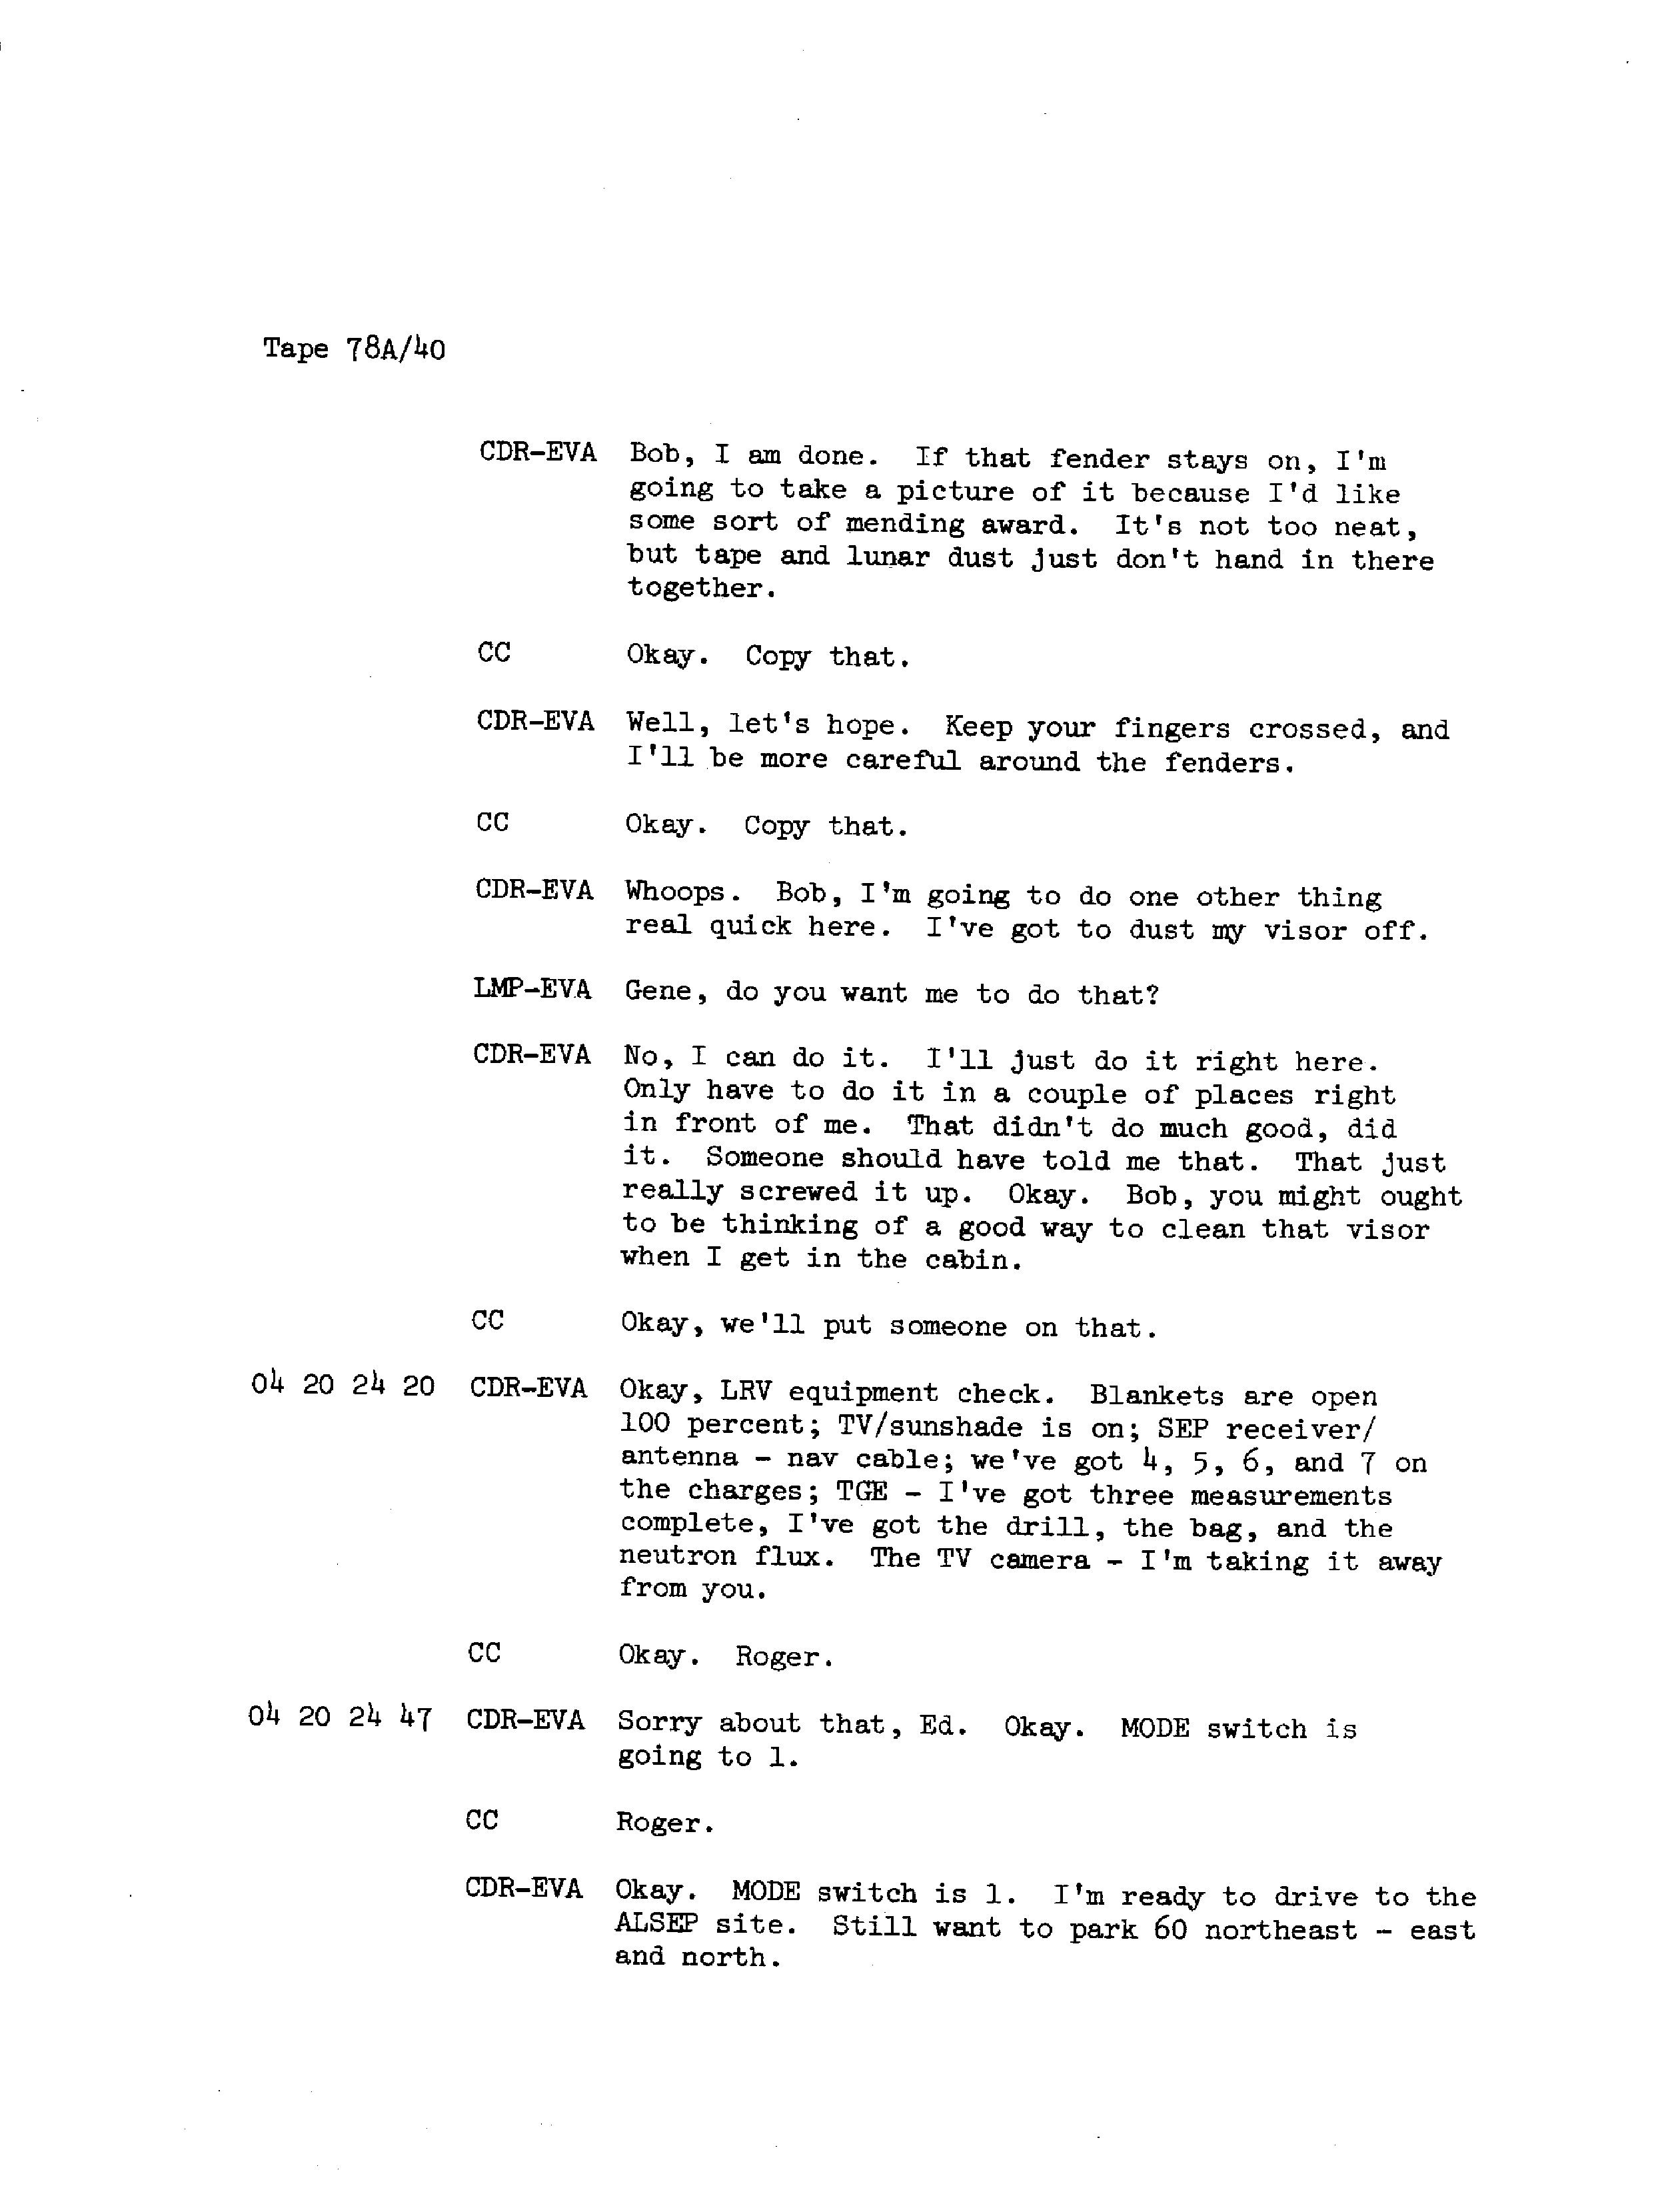 Tape 78A/40
CDR-EVA Bob, I am done. If that fender stays on, I'm
going to take a picture of it because I'd like
some sort of mending award. It's not too neat,
but tape and lunar dust just don't hand in there
together.
CC Okay. Copy that.
CDR-EVA Well, let's hope. Keep your fingers crossed, and
I'll be more careful around the fenders.
CC Okay. Copy that.
CDR-EVA Whoops. Bob, I'm going to do one other thing
real quick here. I've got to dust my visor off.
LMP-EVA Gene, do you want me to do that?
CDR-EVA No, I can do it. I'll just do it right here.
Only have to do it in a couple of places right
in front of me. That didn't do much good, did
it. Someone should have told me that. That just
really screwed it up. Okay. Bob, you might ought
to be thinking of a good way to clean that visor
when I get in the cabin.
CC Okay, we'll put someone on that.
04 20 24 20 CDR-EVA Okay, LRV equipment check. Blankets are open
100 percent; TV/sunshade is on; SEP receiver/
antenna - nav cable; we've got 4, 5, 6, and 7 on
the charges; TGE - I've got three measurements
complete, I've got the drill, the bag, and the
neutron flux. The TV camera - I'm taking it away
from you.
CC Okay. Roger.
04 20 24 47 CDR-EVA Sorry about that, Ed. Okay. MODE switch is
going to 1.
CC Roger.
CDR-EVA Okay. MODE switch is 1. I'm ready to drive to the
ALSEP site. Still want to park 60 northeast - east
and north.